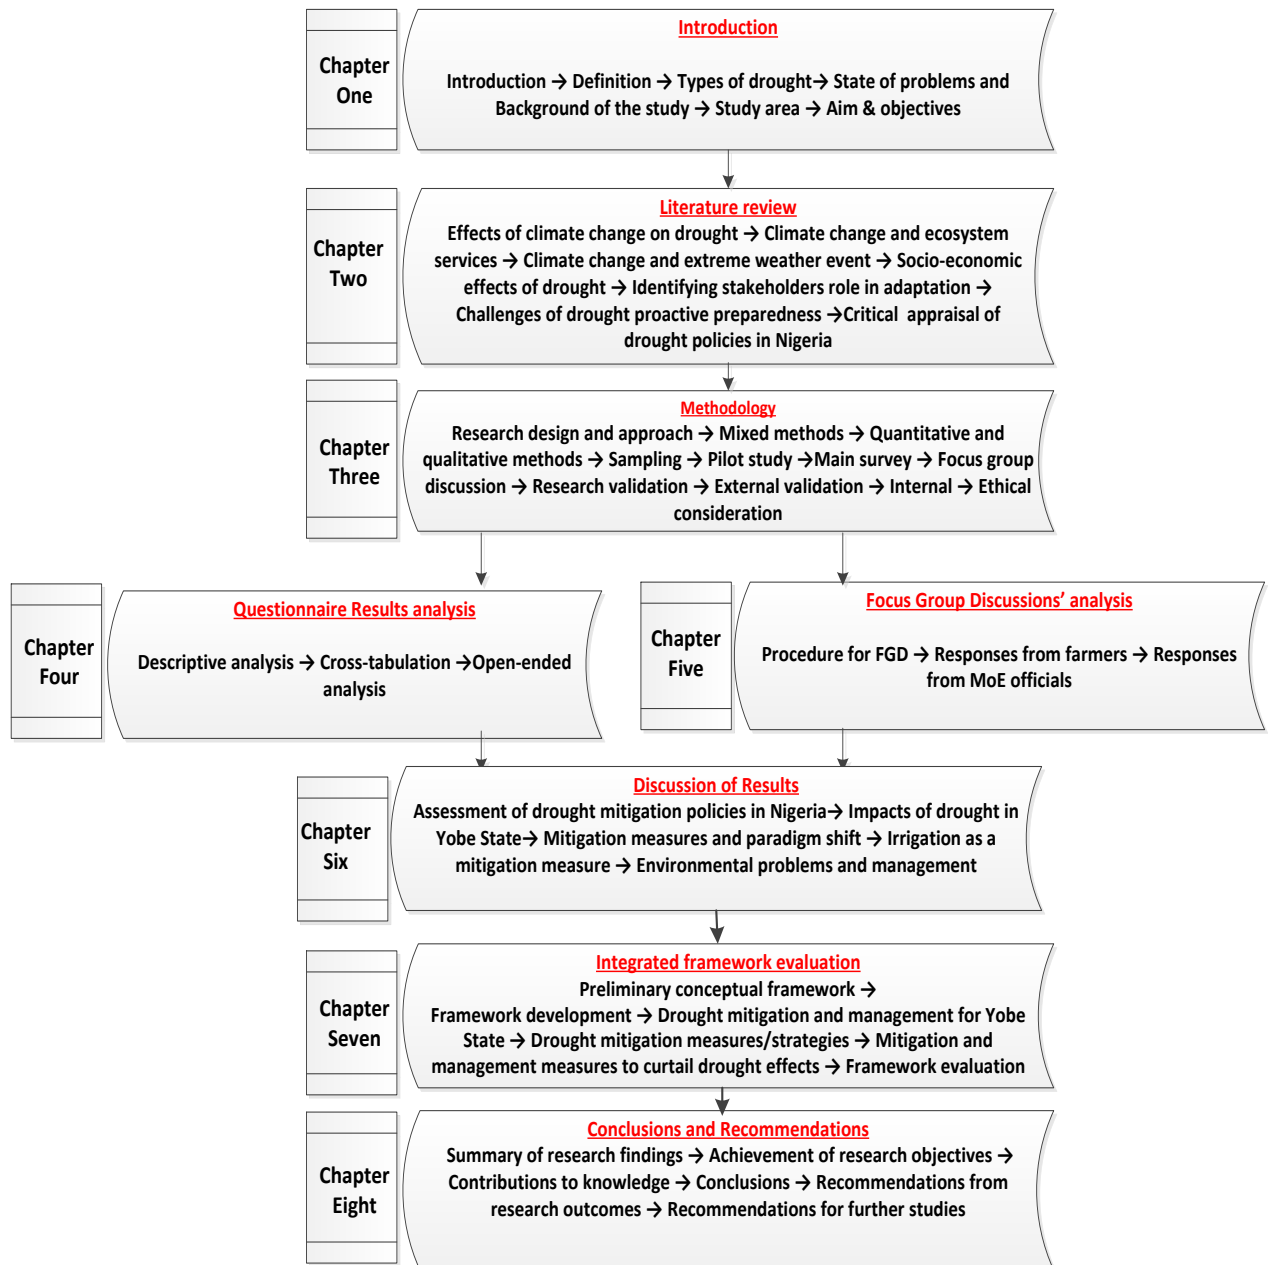 Chapter
One
Introduction
Introduction → Definition → Types of drought→ State of problems and
Background of the study → Study area → Aim & objectives
Chapter
Two
Literature review
Effects of climate change on drought → Climate change and ecosystem
services→ Climate change and extreme weather event → Socio-economic
effects of drought → Identifying stakeholders role in adaptation →
Challenges of drought proactive preparedness →Critical appraisal of
drought policies in Nigeria
Chapter
Three
Methodology
Research design and approach → Mixed methods → Quantitative and
qualitative methods → Sampling → Pilot study →Main survey → Focus group
discussion → Research validation → External validation → Internal → Ethical
consideration
Chapter
Four
Questionnaire Results analysis
Descriptive analysis → Cross-tabulation →Open-ended
analysis
Chapter
Five
Focus Group Discussions’ analysis
Procedure for FGD → Responses from farmers → Responses
from MoE officials
Chapter
Six
Discussion of Results
Assessment of drought mitigation policies in Nigeria→ Impacts of drought in
Yobe State→ Mitigation measures and paradigm shift → Irrigation as a
mitigation measure → Environmental problems and management
Chapter
Seven
Integrated framework evaluation
Preliminary conceptual framework →
Framework development → Drought mitigation and management for Yobe
State → Drought mitigation measures/strategies → Mitigation and
management measures to curtail drought effects → Framework evaluation
Chapter
Eight
Conclusions and Recommendations
Summary of research findings → Achievement of research objectives →
Contributions to knowledge → Conclusions → Recommendations from
research outcomes → Recommendations for further studies